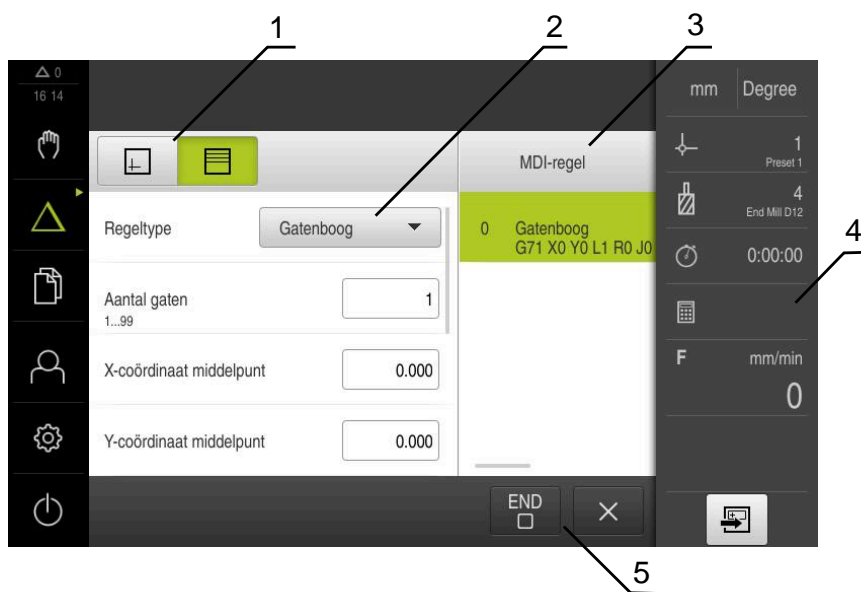 1
2
3
0
16 14
mm Degree
1
Preset 1
MDI-regel
4
End Mill D12
4
Regeltype
Gatenboog
0 Gatenboog
G71 X0 Y0 L1 R0 J0
0:00:00
Aantal gaten
1...99
1
X-coördinaat middelpunt
0.000
F mm/min
0
Y-coördinaat middelpunt
0.000
END
5